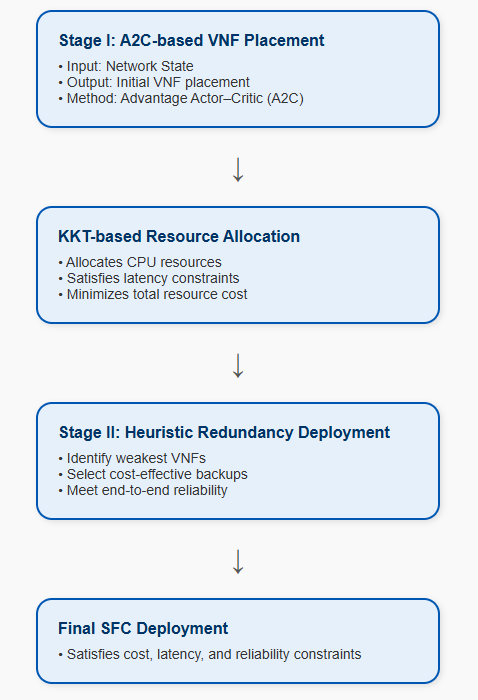 Stage I: A2C-based VNF Placement
• Input: Network State
• Output: Initial VNF placement
• Method: Advantage Actor–Critic (A2C)
↓
KKT-based Resource Allocation
• Allocates CPU resources
• Satisfies latency constraints
• Minimizes total resource cost
↓
Stage II: Heuristic Redundancy Deployment
• Identify weakest VNFs
• Select cost-effective backups
• Meet end-to-end reliability
↓
Final SFC Deployment
• Satisfies cost, latency, and reliability constraints